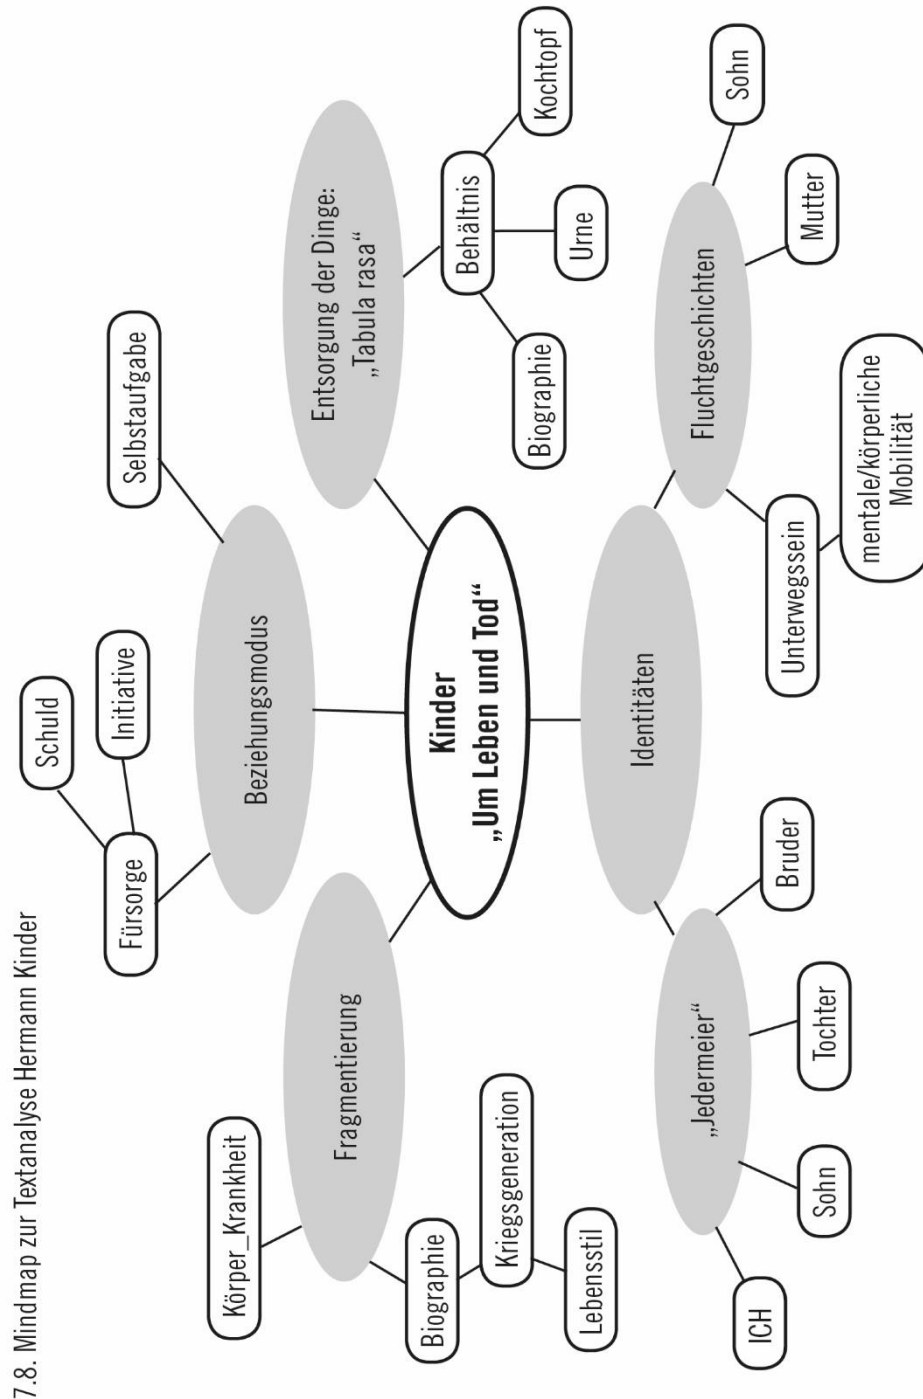 7.8. Mindmap zur Textanalyse Hermann Kinder
Schuld
Initiative
Fürsorge
Selbstaufgabe
Beziehungsmodus
Körper_Krankheit
Fragmentierung
Biographie
Kriegsgeneration
Lebensstil
Entsorgung der Dinge:
„Tabula rasa“
Behältnis
Kochtopf
Urne
Biographie
Kinder
„Um Leben und Tod“
Identitäten
„Jedermeier“
ICH
Sohn
Tochter
Bruder
Fluchtgeschichten
Sohn
Mutter
Unterwegssein
mentale/körperliche
Mobilität